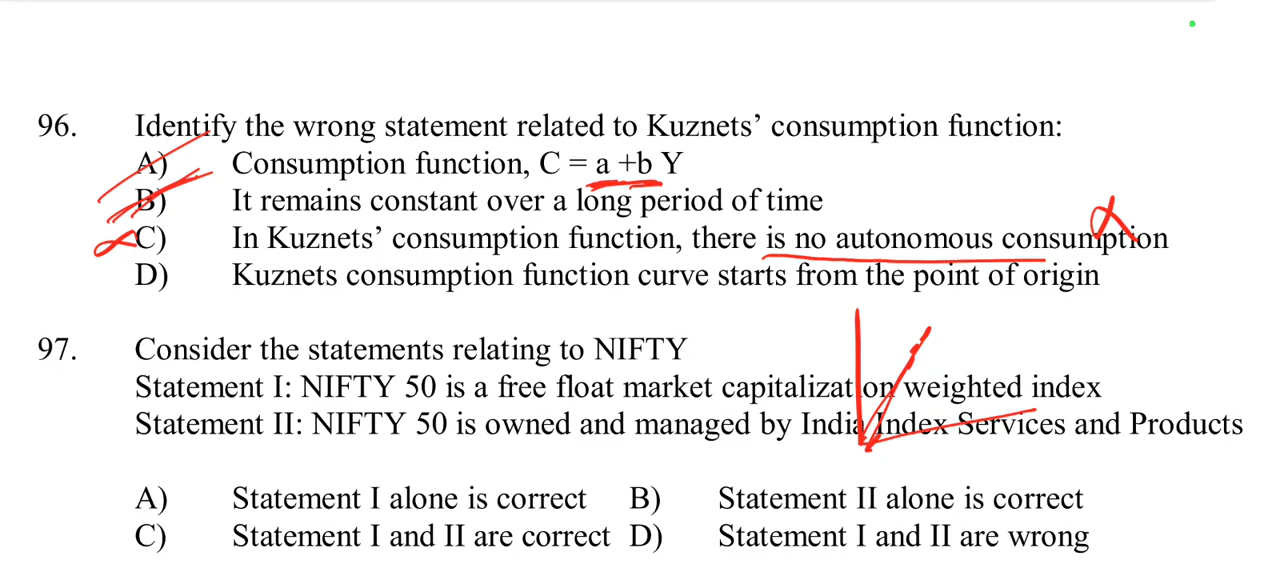 96. Identify the wrong statement related to Kuznets’ consumption function:
A) Consumption function, C = a +b Y
B) It remains constant over a long period of time
C) In Kuznets’ consumption function, there is no autonomous consumption
D) Kuznets consumption function curve starts from the point of origin
97. Consider the statements relating to NIFTY
Statement I: NIFTY 50 is a free float market capitalization weighted index
Statement II: NIFTY 50 is owned and managed by India Index Services and Products
A) Statement I alone is correct B) Statement II alone is correct
C) Statement I and II are correct D) Statement I and II are wrong